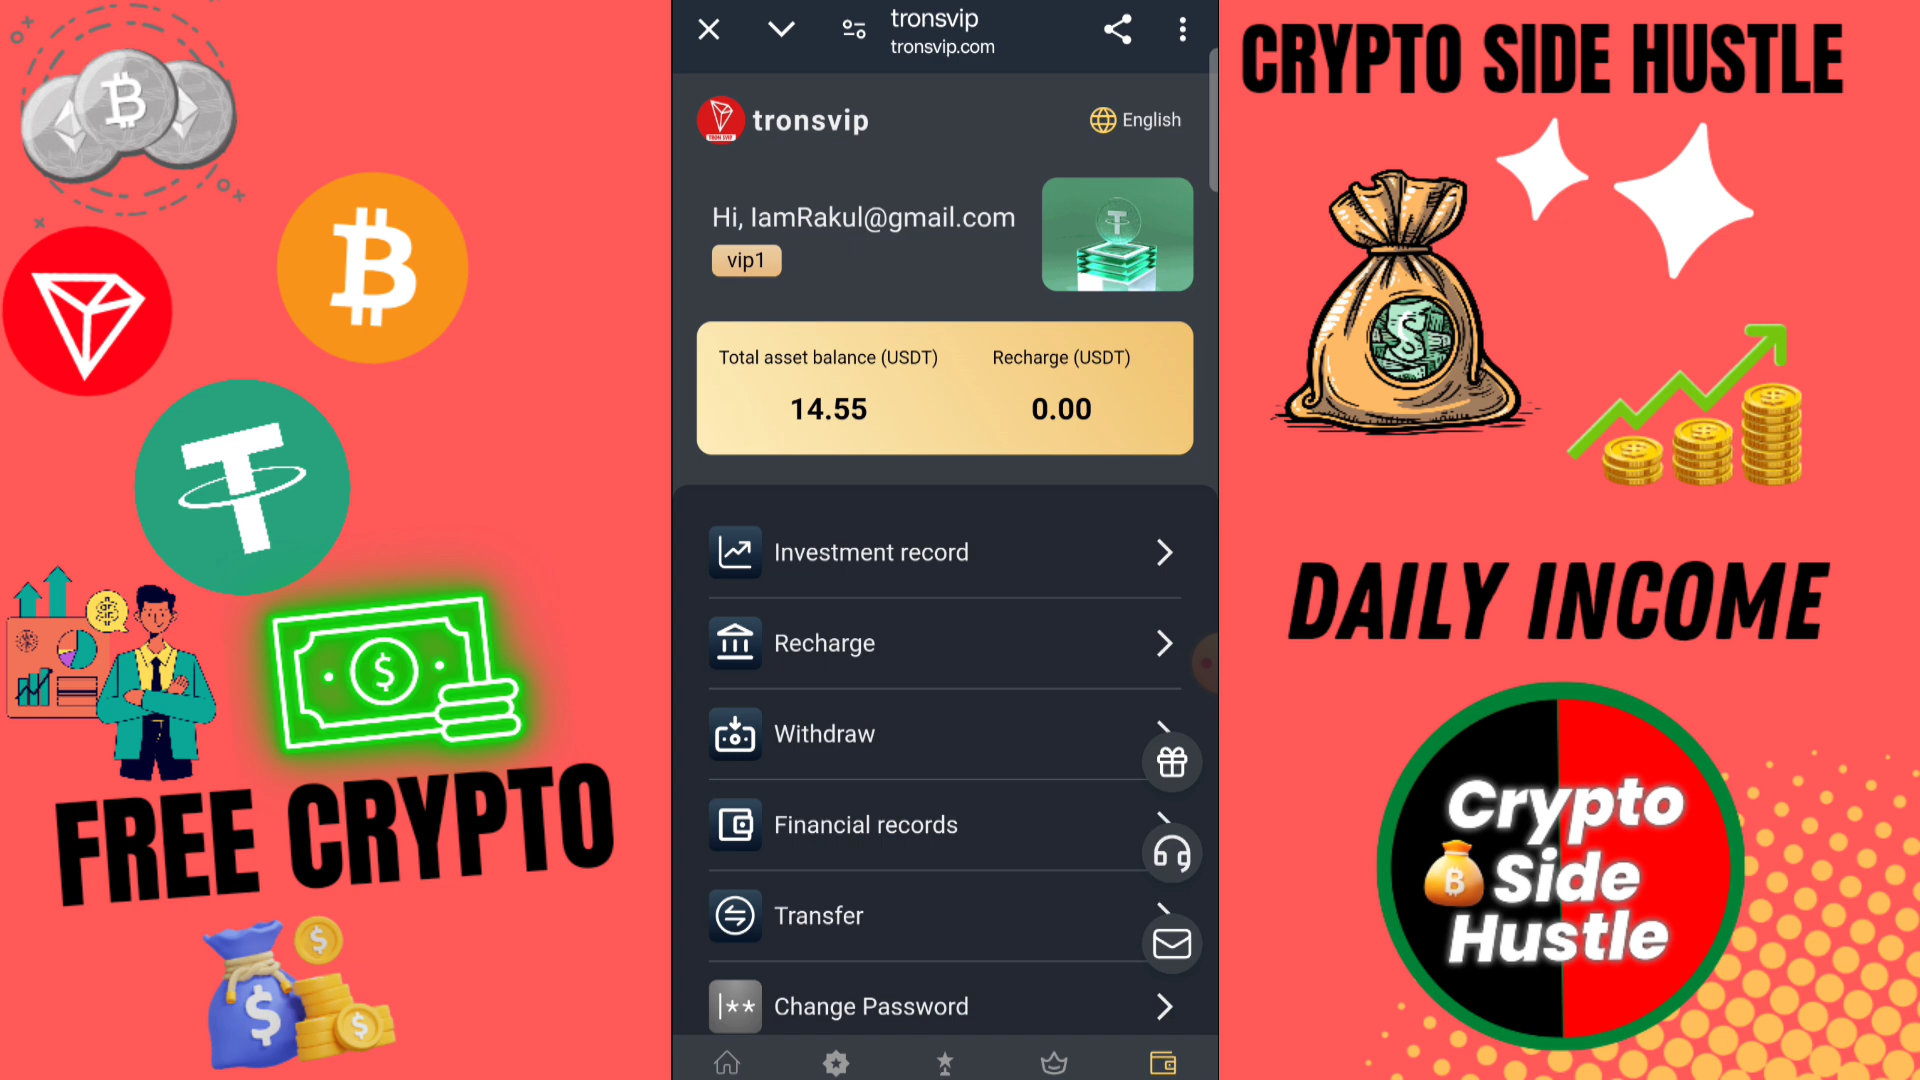 FREE CRYPTO
tronsvip
tronsvip.com
tronsvip
English
Hi, IamRakul@gmail.com
vip1
Total asset balance (USDT)
Recharge (USDT)
14.55
0.00
Investment record
Recharge
Withdraw
Financial records
Transfer
|**
Change Password
CRYPTO SIDE HUSTLE
DAILY INCOME
Crypto
Side
Hustle